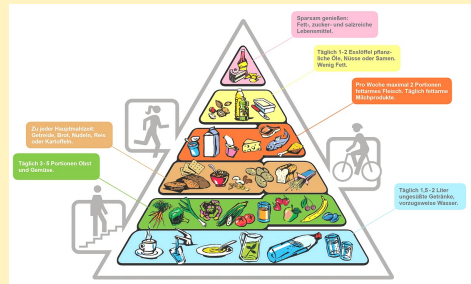 Sparsam genießen:
Fett-, zucker- und salzreiche
Lebensmittel.
Täglich 1–2 Esslöffel pflanz-
liche Öle, Nüsse oder Samen.
Wenig Fett.
Pro Woche maximal 2 Portionen
fettarmes Fleisch. Täglich fettarme
Milchprodukte
Zu jeder Hauptmahlzeit:
Getreide, Brot, Nudeln, Reis
oder Kartoffeln.
Täglich 3–5 Portionen Obst
und Gemüse.
Täglich 1,5–2 Liter
ungesüßte Getränke,
vorzugsweise Wasser.